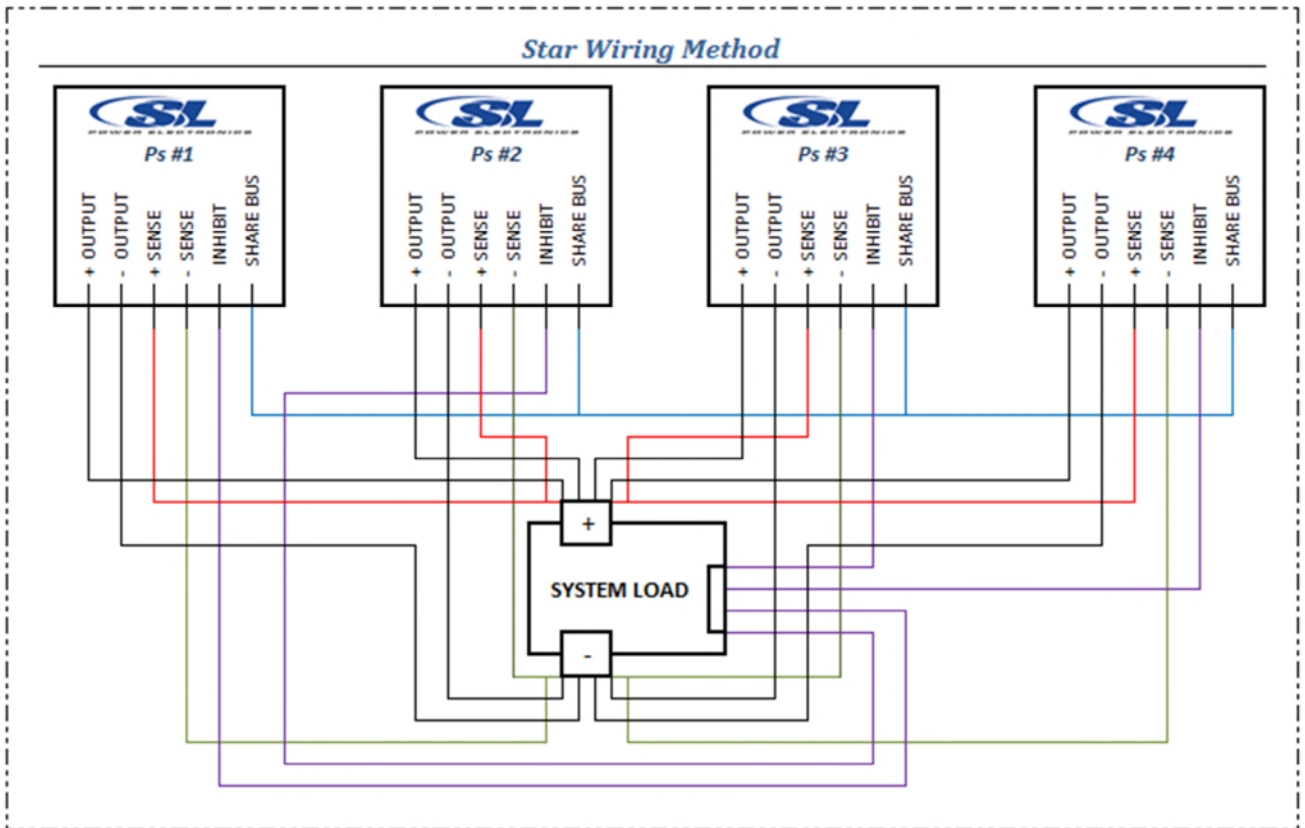 Star Wiring Method
SL
POWER ELECTRONICS
Ps #1
+ OUTPUT
- OUTPUT
+ SENSE
- SENSE
INHIBIT
SHARE BUS
SL
POWER ELECTRONICS
Ps #2
+ OUTPUT
- OUTPUT
+ SENSE
- SENSE
INHIBIT
SHARE BUS
SL
POWER ELECTRONICS
Ps #3
+ OUTPUT
- OUTPUT
+ SENSE
- SENSE
INHIBIT
SHARE BUS
SL
POWER ELECTRONICS
Ps #4
+ OUTPUT
- OUTPUT
+ SENSE
- SENSE
INHIBIT
SHARE BUS
+
SYSTEM LOAD
-